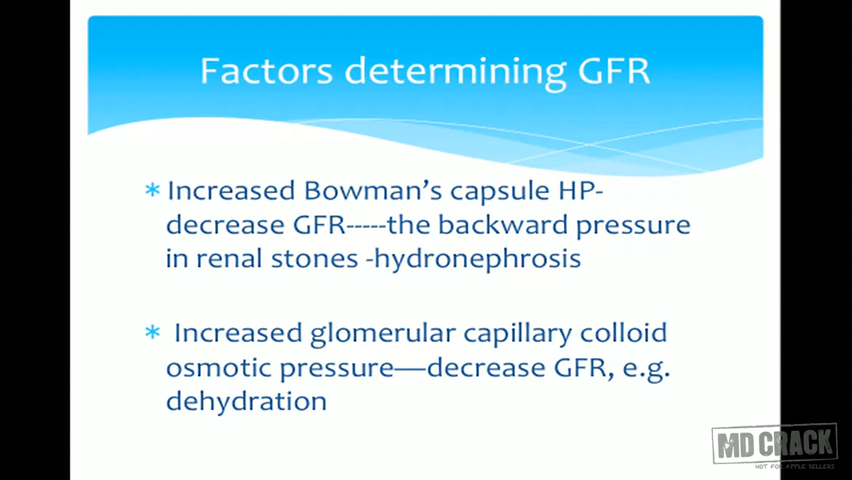 Factors determining GFR
* Increased Bowman's capsule HP-
decrease GFR-----the backward pressure
in renal stones -hydronephrosis
* Increased glomerular capillary colloid
osmotic pressure—decrease GFR, e.g.
dehydration
MD CRACK
NOT FOR APPLE SELLERS